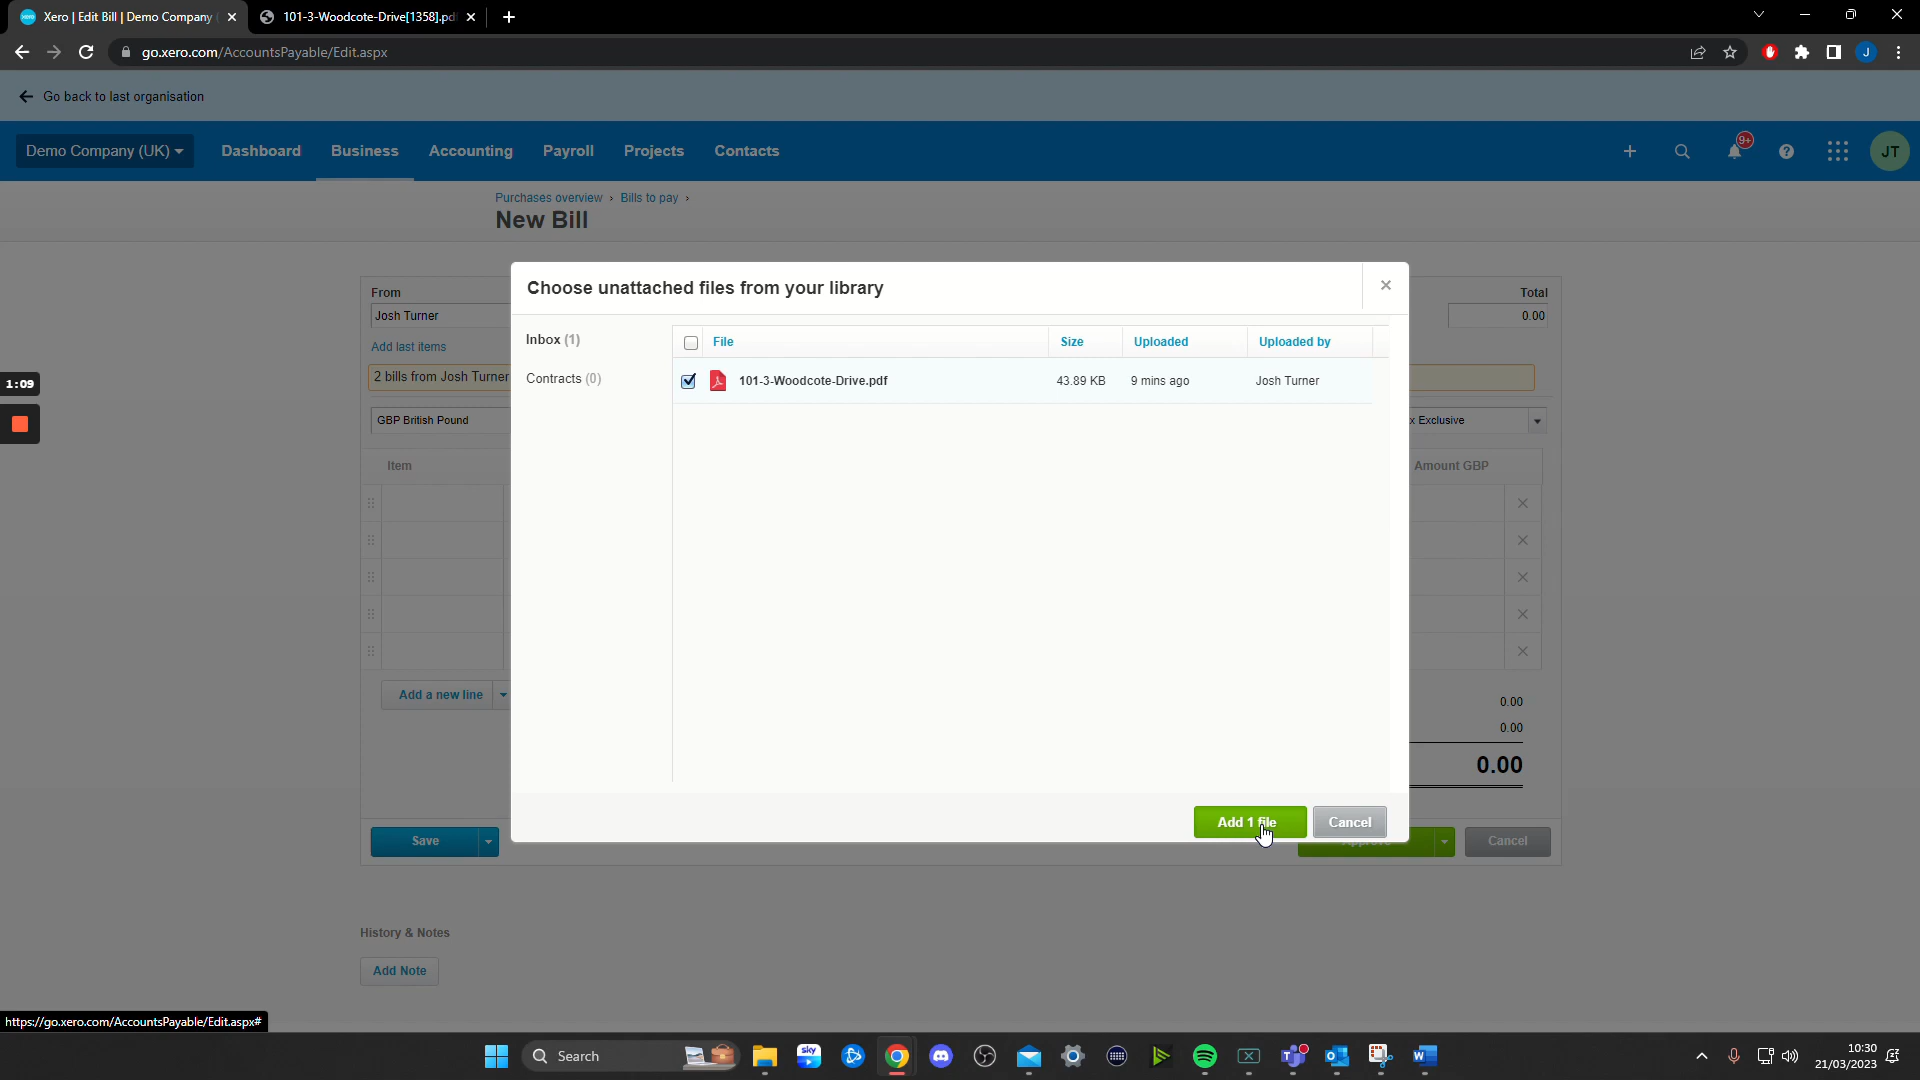 Xero | Edit Bill | Demo Company
101-3-Woodcote-Drive[1358].pdf
go.xero.com/AccountsPayable/Edit.aspx
J
Go back to last organisation
Demo Company (UK)
Dashboard
Business
Accounting
Payroll
Projects
Contacts
9+
JT
Purchases overview › Bills to pay ›
New Bill
Choose unattached files from your library
From
Total
Josh Turner
0.00
Add last items
2 bills from Josh Turner
1:09
Inbox (1)
Contracts (0)
File
Size
Uploaded
Uploaded by
101-3-Woodcote-Drive.pdf
43.89 KB
9 mins ago
Josh Turner
GBP British Pound
x Exclusive
Item
Amount GBP
Add a new line
0.00
0.00
0.00
Add 1 file
Cancel
Save
Approve
Cancel
History & Notes
Add Note
https://go.xero.com/AccountsPayable/Edit.aspx#
Search
sky
10:30
21/03/2023